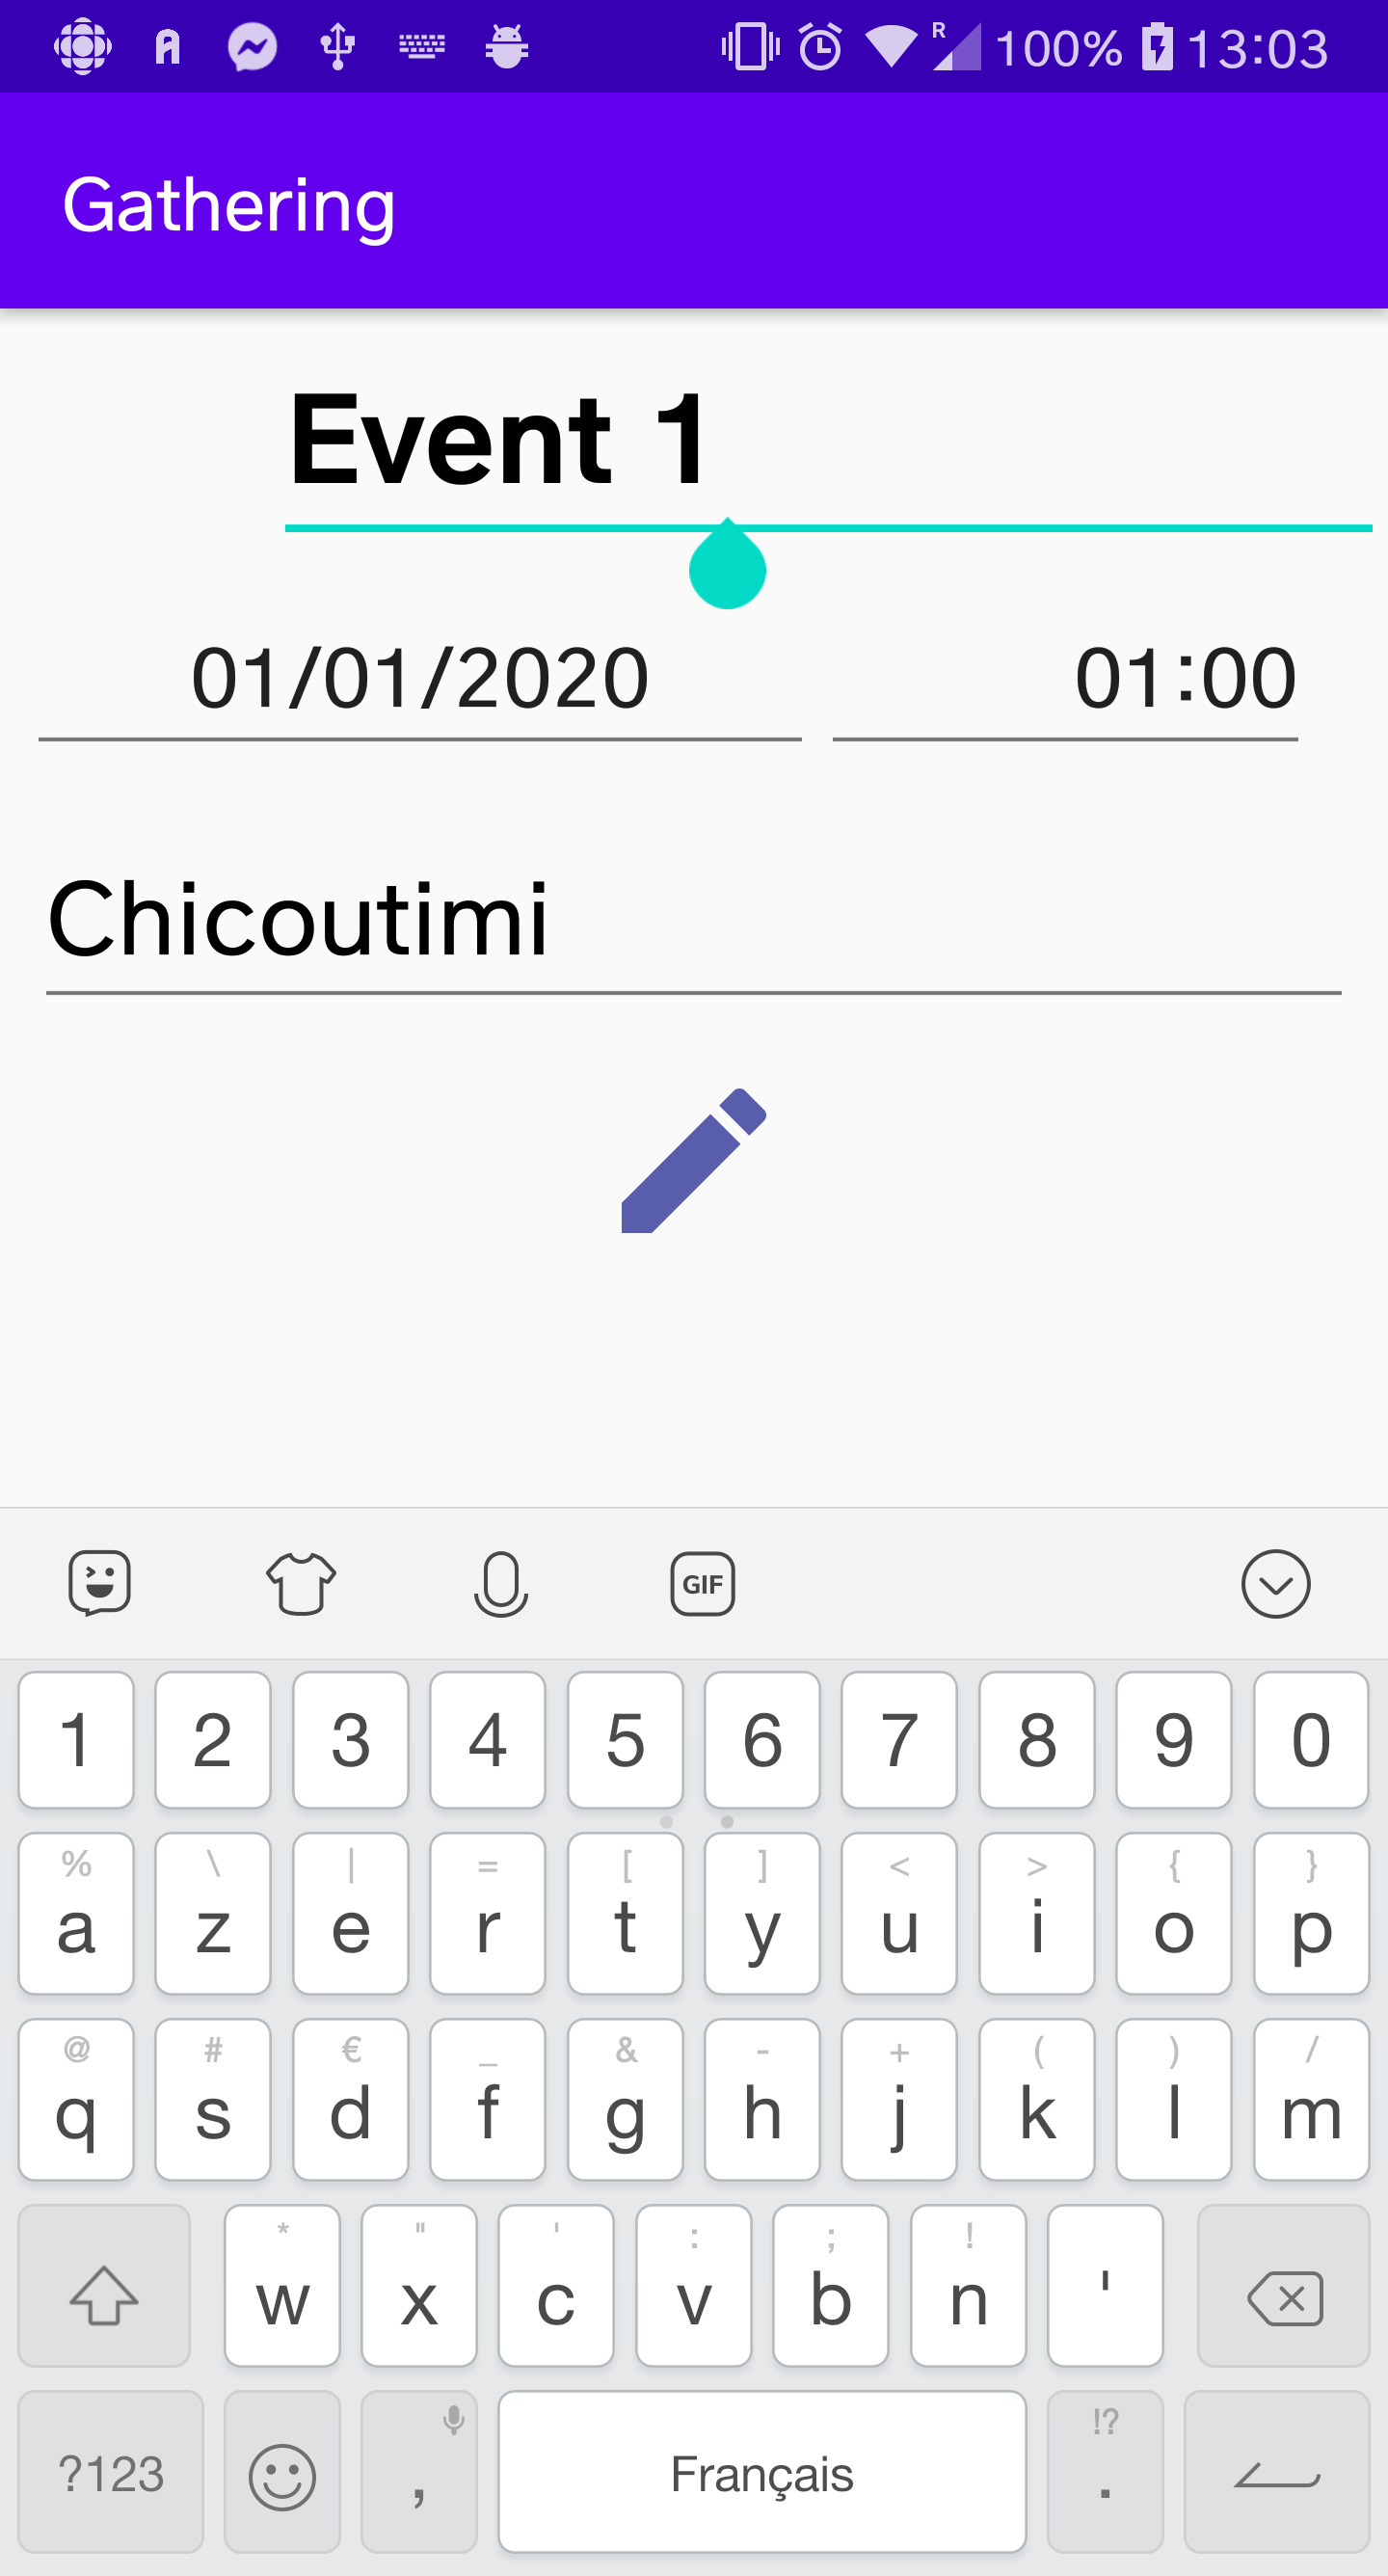 R 100% 13:03
Gathering
Event 1
01/01/2020 01:00
Chicoutimi
GIF
1 2 3 4 5 6 7 8 9 0
% \ | = [ ] < > { }
a z e r t y u i o p
@ # € _ & - + ( ) /
q s d f g h j k l m
* " ' : ; !
w x c v b n '
!?
?123 , Français .